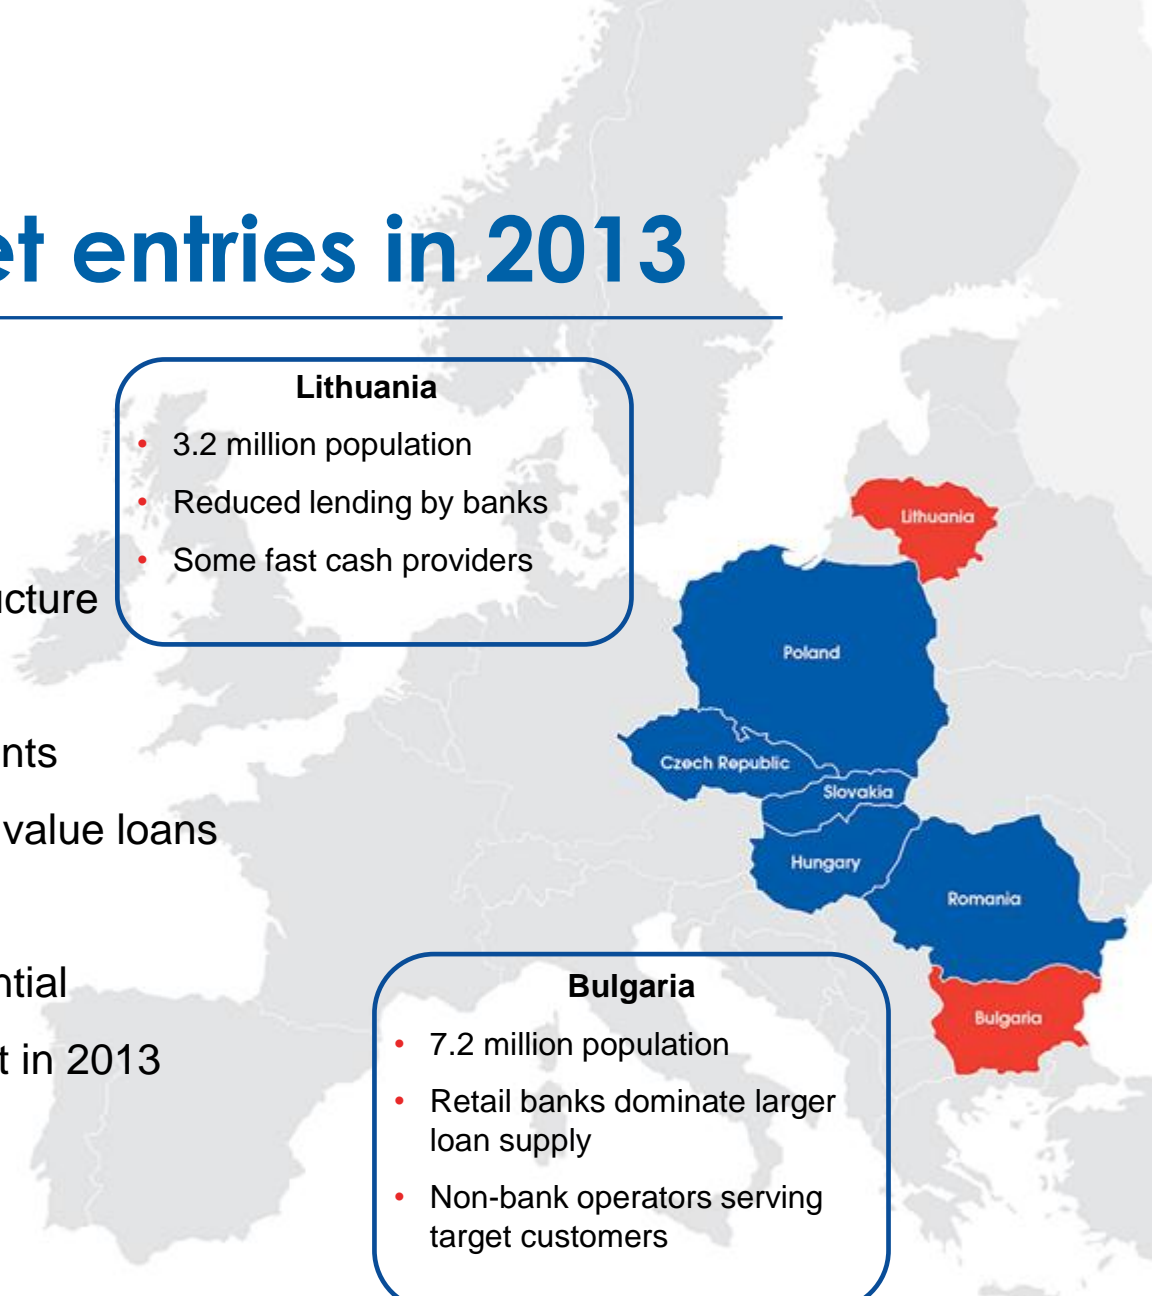 et entries in 2013
Lithuania
• 3.2 million population
• Reduced lending by banks
• Some fast cash providers
ucture
nts
value loans
ntial
t in 2013
Lithuania
Poland
Czech Republic
Slovakia
Hungary
Romania
Bulgaria
Bulgaria
• 7.2 million population
• Retail banks dominate larger
loan supply
• Non-bank operators serving
target customers